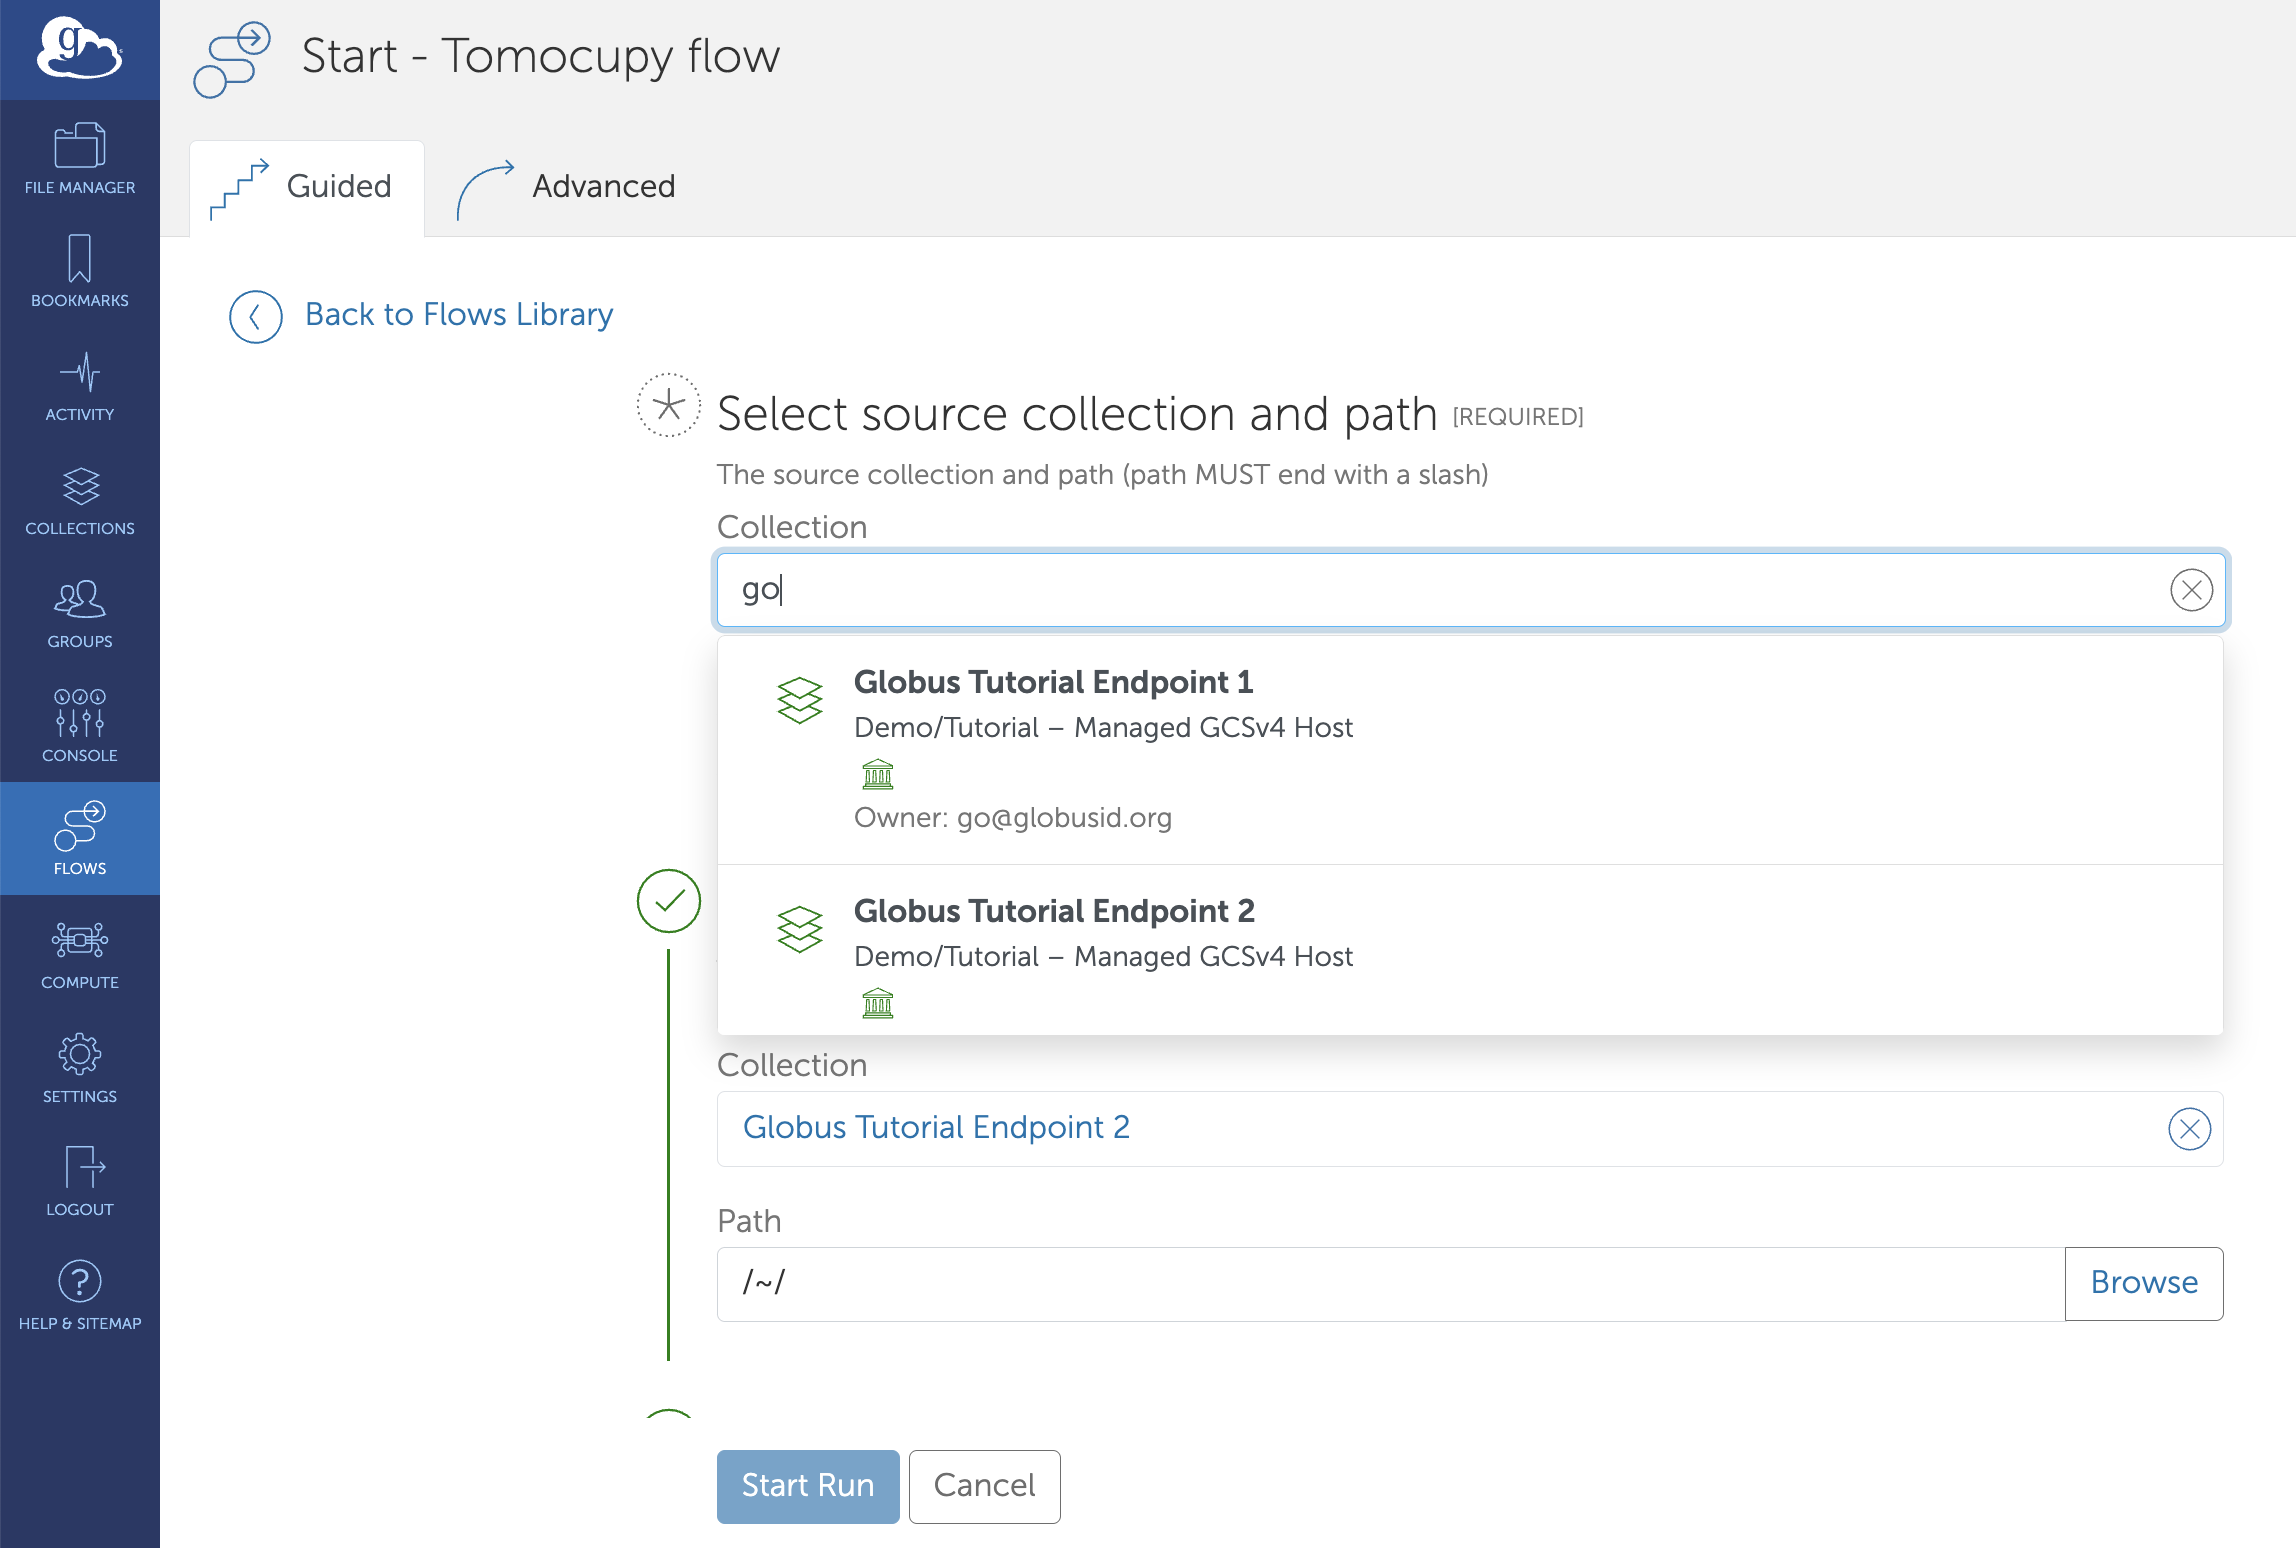 g
FILE MANAGER
BOOKMARKS
ACTIVITY
COLLECTIONS
GROUPS
CONSOLE
FLOWS
COMPUTE
SETTINGS
LOGOUT
?
HELP & SITEMAP
Start - Tomocupy flow
Guided
Advanced
Back to Flows Library
Select source collection and path [REQUIRED]
The source collection and path (path MUST end with a slash)
Collection
go
Globus Tutorial Endpoint 1
Demo/Tutorial – Managed GCSv4 Host
Owner: go@globusid.org
Globus Tutorial Endpoint 2
Demo/Tutorial – Managed GCSv4 Host
Collection
Globus Tutorial Endpoint 2
Path
/~/
Browse
Start Run
Cancel